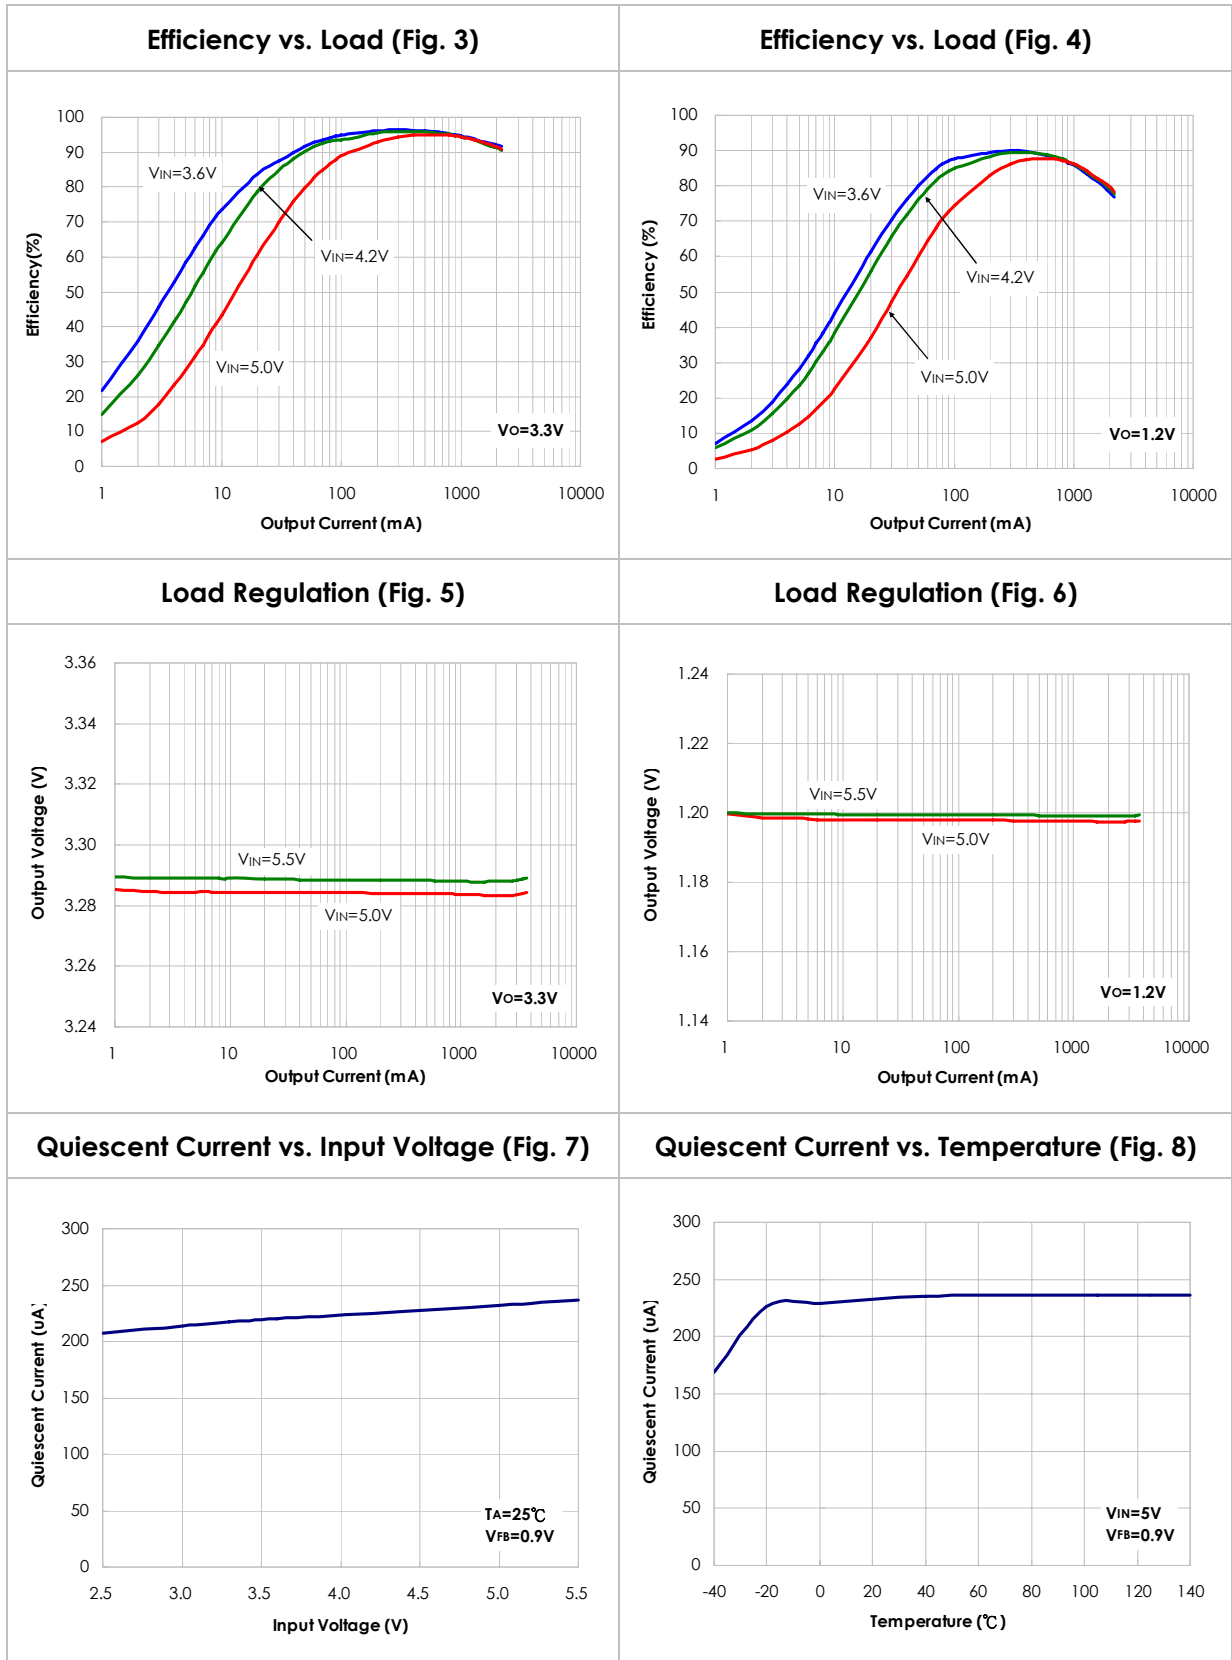 Efficiency vs. Load (Fig. 3)
100
90
80
70
60
50
40
30
20
10
0
Efficiency(%)
VIN=3.6V
VIN=4.2V
VIN=5.0V
VO=3.3V
1 10 100 1000 10000
Output Current (mA)
Efficiency vs. Load (Fig. 4)
100
90
80
70
60
50
40
30
20
10
0
Efficiency (%)
VIN=3.6V
VIN=4.2V
VIN=5.0V
VO=1.2V
1 10 100 1000 10000
Output Current (mA)
Load Regulation (Fig. 5)
3.36
3.34
3.32
3.30
3.28
3.26
3.24
Output Voltage (V)
VIN=5.5V
VIN=5.0V
VO=3.3V
1 10 100 1000 10000
Output Current (mA)
Load Regulation (Fig. 6)
1.24
1.22
1.20
1.18
1.16
1.14
Output Voltage (V)
VIN=5.5V
VIN=5.0V
VO=1.2V
1 10 100 1000 10000
Output Current (mA)
Quiescent Current vs. Input Voltage (Fig. 7)
300
250
200
150
100
50
0
Quiescent Current (uA)
TA=25℃
VFB=0.9V
2.5 3.0 3.5 4.0 4.5 5.0 5.5
Input Voltage (V)
Quiescent Current vs. Temperature (Fig. 8)
300
250
200
150
100
50
0
Quiescent Current (uA)
VIN=5V
VFB=0.9V
-40 -20 0 20 40 60 80 100 120 140
Temperature (℃)